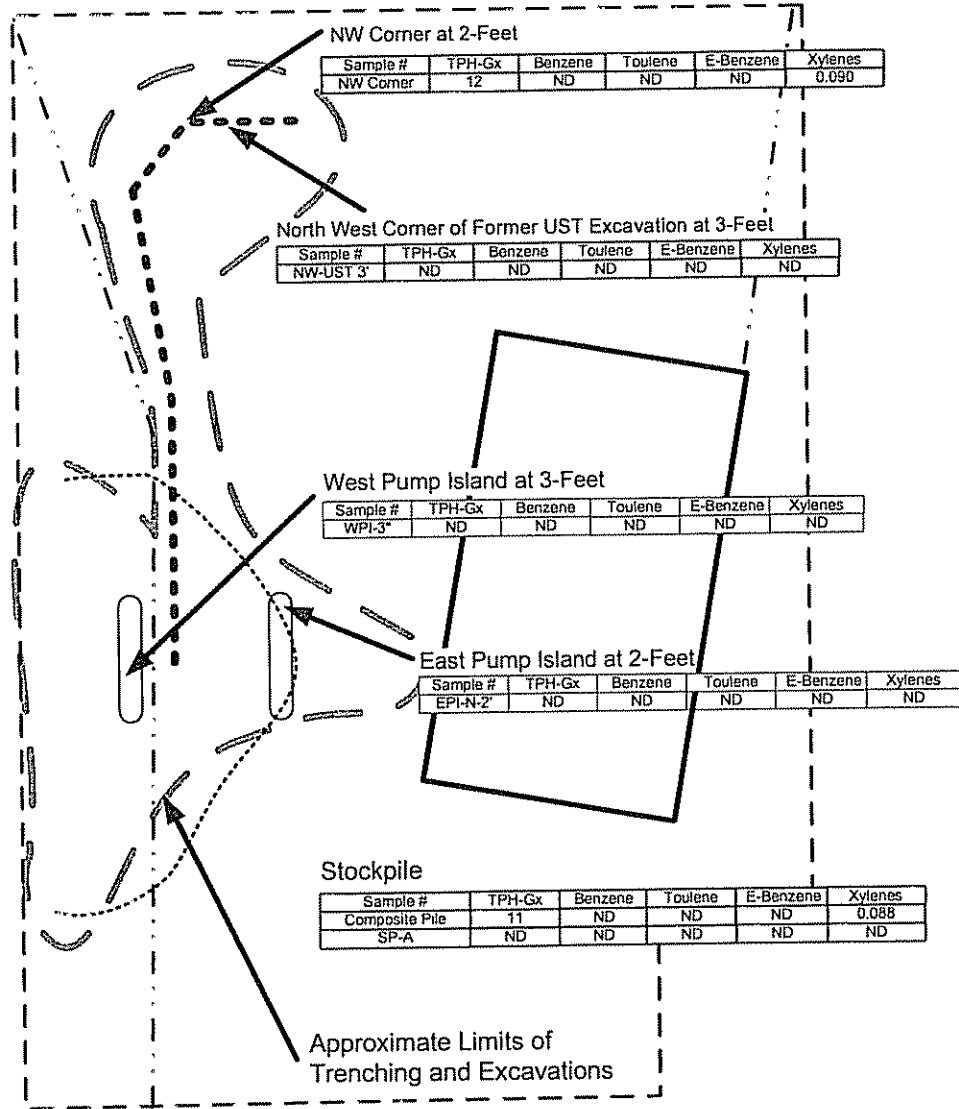 NW Corner at 2-Feet
Sample # TPH-Gx Benzene Toulene E-Benzene Xylenes
NW Corner 12 ND ND ND 0.090
North West Corner of Former UST Excavation at 3-Feet
Sample # TPH-Gx Benzene Toulene E-Benzene Xylenes
NW-UST 3' ND ND ND ND ND
West Pump Island at 3-Feet
Sample # TPH-Gx Benzene Toulene E-Benzene Xylenes
WPI-3" ND ND ND ND ND
East Pump Island at 2-Feet
Sample # TPH-Gx Benzene Toulene E-Benzene Xylenes
EPI-N-2' ND ND ND ND ND
Stockpile
Sample # TPH-Gx Benzene Toulene E-Benzene Xylenes
Composite Pile 11 ND ND ND 0.088
SP-A ND ND ND ND ND
Approximate Limits of
Trenching and Excavations